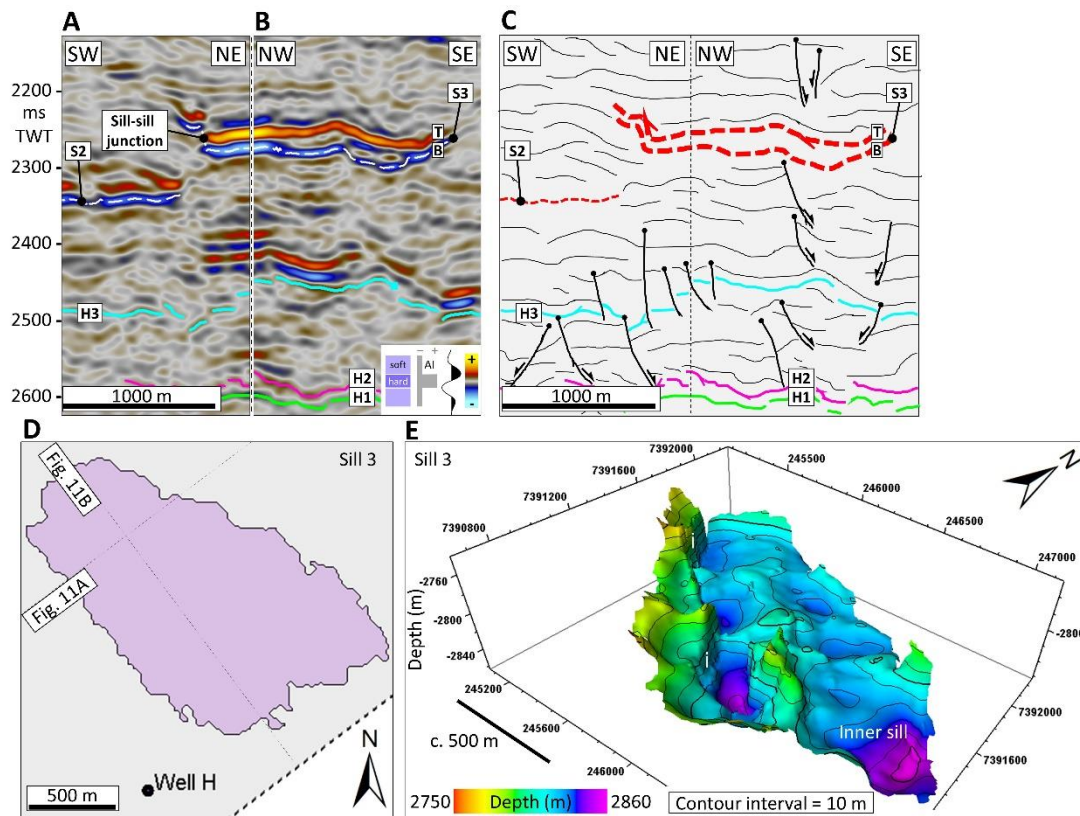 A
B
C
SW
NE
NW
SE
SW
NE
NW
SE
2200
ms
TWT
2300
2400
2500
2600
Sill-sill
junction
S3
S2
T
B
H3
H2
H1
soft
hard
− +
AI
+
-
1000 m
S3
T
B
S2
H3
H2
H1
1000 m
D
Sill 3
Fig. 11B
Fig. 11A
N
500 m
Well H
E
Sill 3
7392000
7391600
7391200
7390800
245500
246000
246500
247000
N
-2760
-2800
-2840
Depth (m)
-2800
i
i
Inner sill
7392000
7391600
245200
245600
246000
c. 500 m
2750 Depth (m) 2860
Contour interval = 10 m